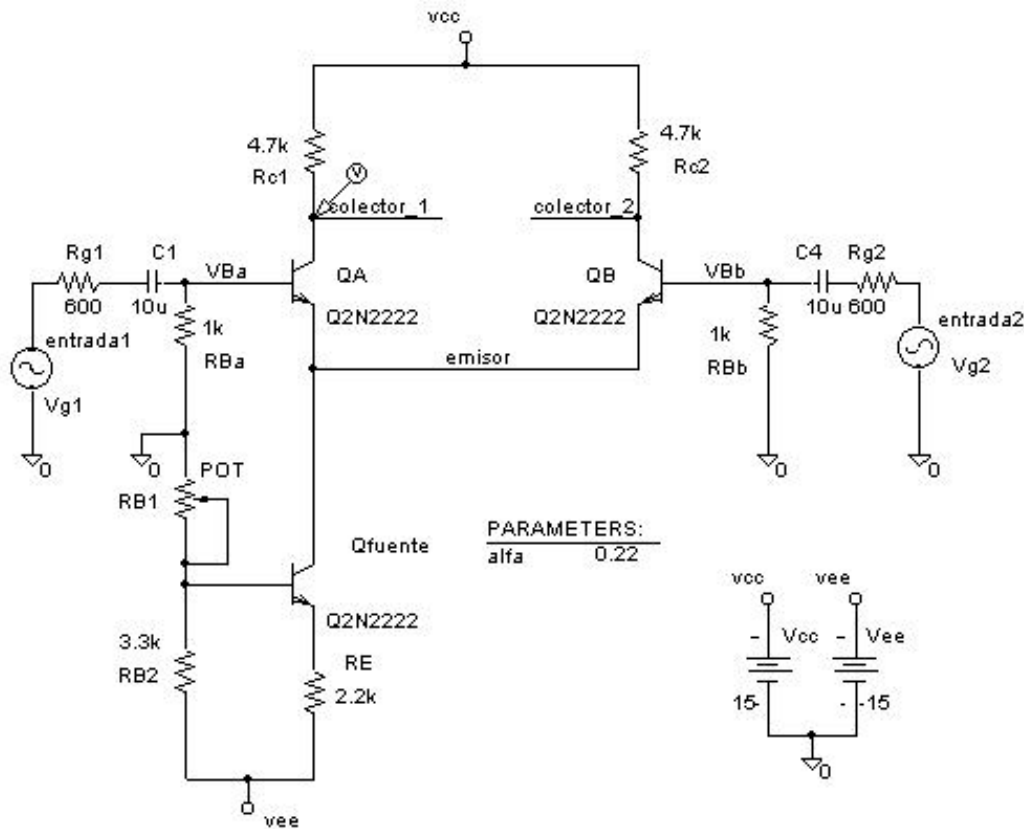 vcc
4.7k
Rc1
4.7k
Rc2
V
colector_1
colector_2
Rg1
C1
VBa
QA
QB
VBb
C4
Rg2
600
10u
Q2N2222
Q2N2222
10u
600
entrada1
1k
RBa
emisor
1k
RBb
entrada2
Vg2
Vg1
0
0
POT
0
0
RB1
Qfuente
PARAMETERS:
alfa 0.22
Q2N2222
vcc
vee
3.3k
RB2
RE
2.2k
- Vcc
- Vee
15-
- -15
0
vee